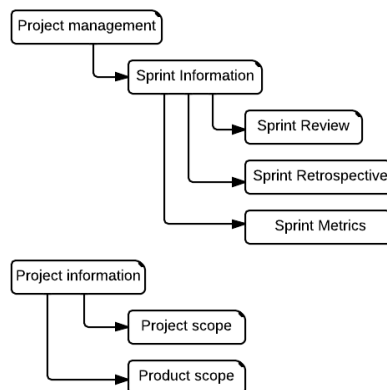 Project management
Sprint Information
Sprint Review
Sprint Retrospective
Sprint Metrics
Project information
Project scope
Product scope